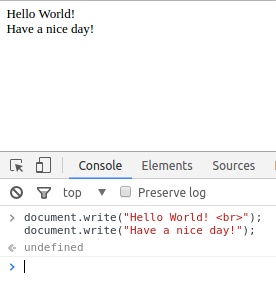 Hello World!
Have a nice day!
Console Elements Sources
top Preserve log
document.write("Hello World! <br>");
document.write("Have a nice day!");
undefined